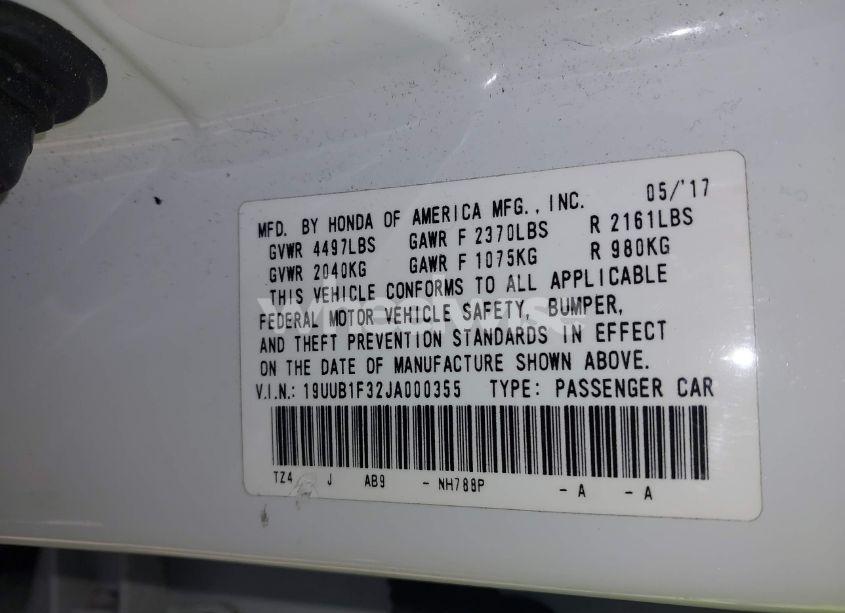 MFD. BY HONDA OF AMERICA MFG., INC. 05/'17
GVWR 4497LBS GAWR F 2370LBS R 2161LBS
GVWR 2040KG GAWR F 1075KG R 980KG
THIS VEHICLE CONFORMS TO ALL APPLICABLE
FEDERAL MOTOR VEHICLE SAFETY, BUMPER,
AND THEFT PREVENTION STANDARDS IN EFFECT
ON THE DATE OF MANUFACTURE SHOWN ABOVE.
V.I.N.: 19UUB1F32JA000355 TYPE: PASSENGER CAR
TZ4 J AB9 - NH788P - A - A